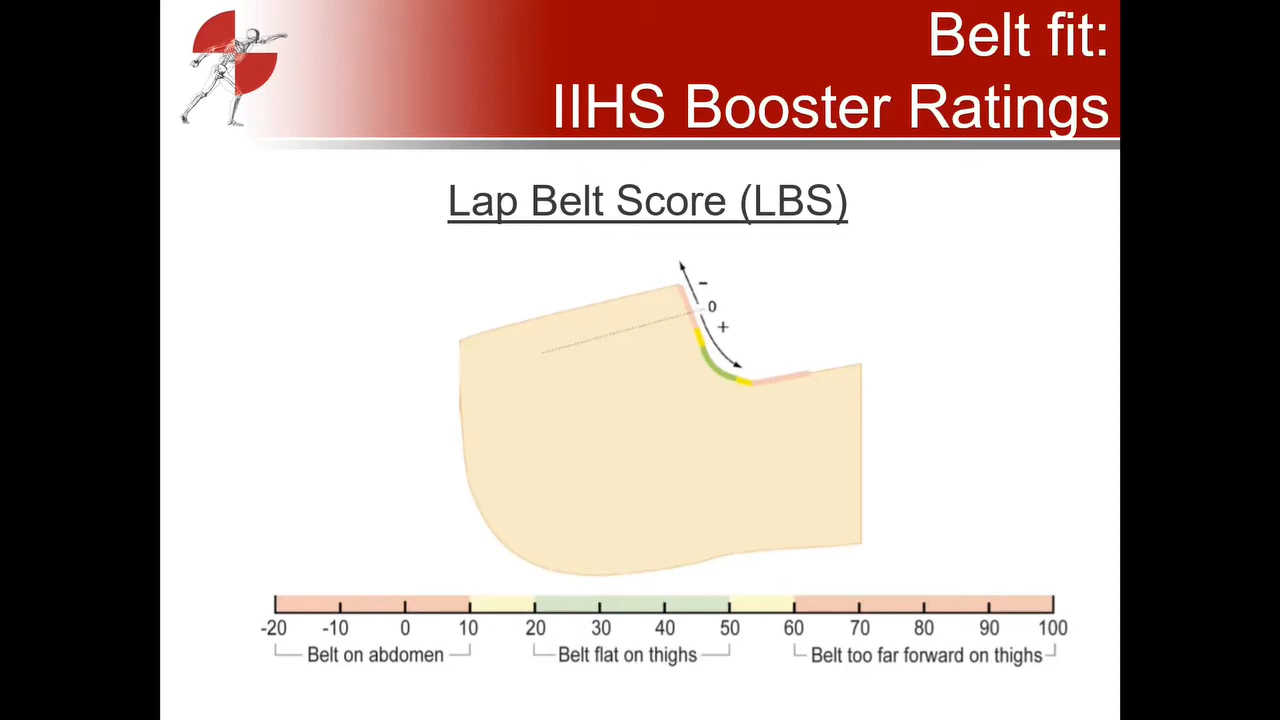 Belt fit:
IIHS Booster Ratings
Lap Belt Score (LBS)
-
0
+
-20 -10 0 10 20 30 40 50 60 70 80 90 100
Belt on abdomen Belt flat on thighs Belt too far forward on thighs